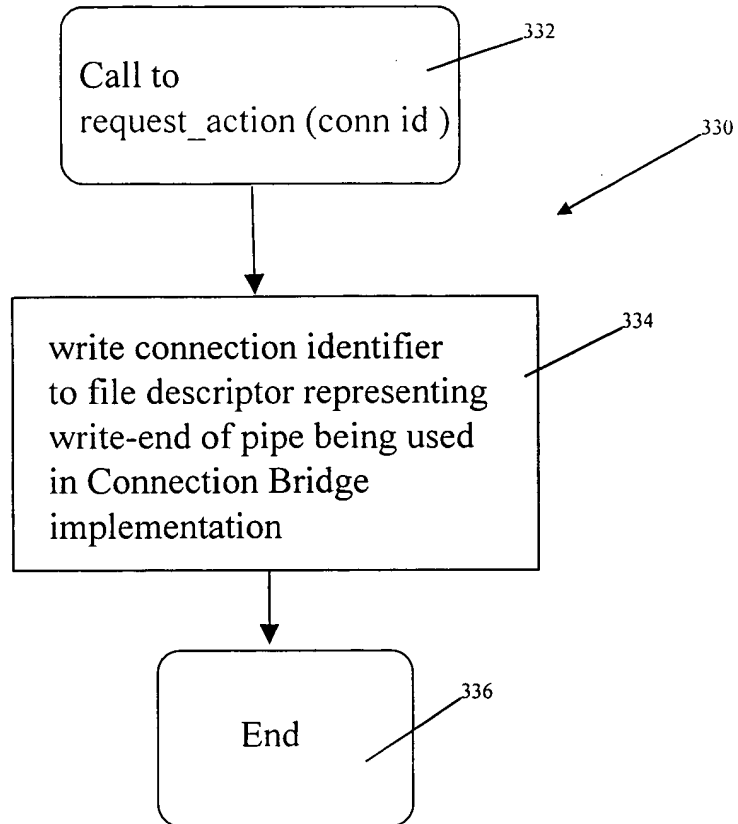 332
Call to
request_action (conn id )
330
334
write connection identifier
to file descriptor representing
write-end of pipe being used
in Connection Bridge
implementation
336
End